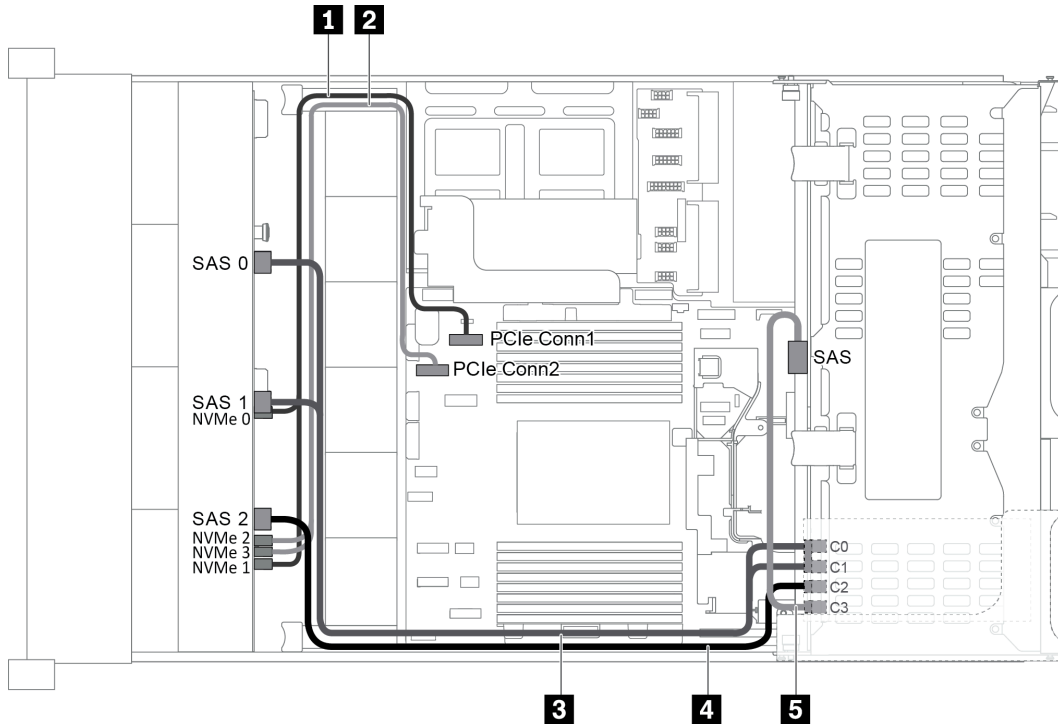 1
2
SAS 0
PCIe Conn1
SAS
PCIe Conn2
SAS 1
NVMe 0
SAS 2
NVMe 2
NVMe 3
NVMe 1
C0
C1
C2
C3
3
4
5